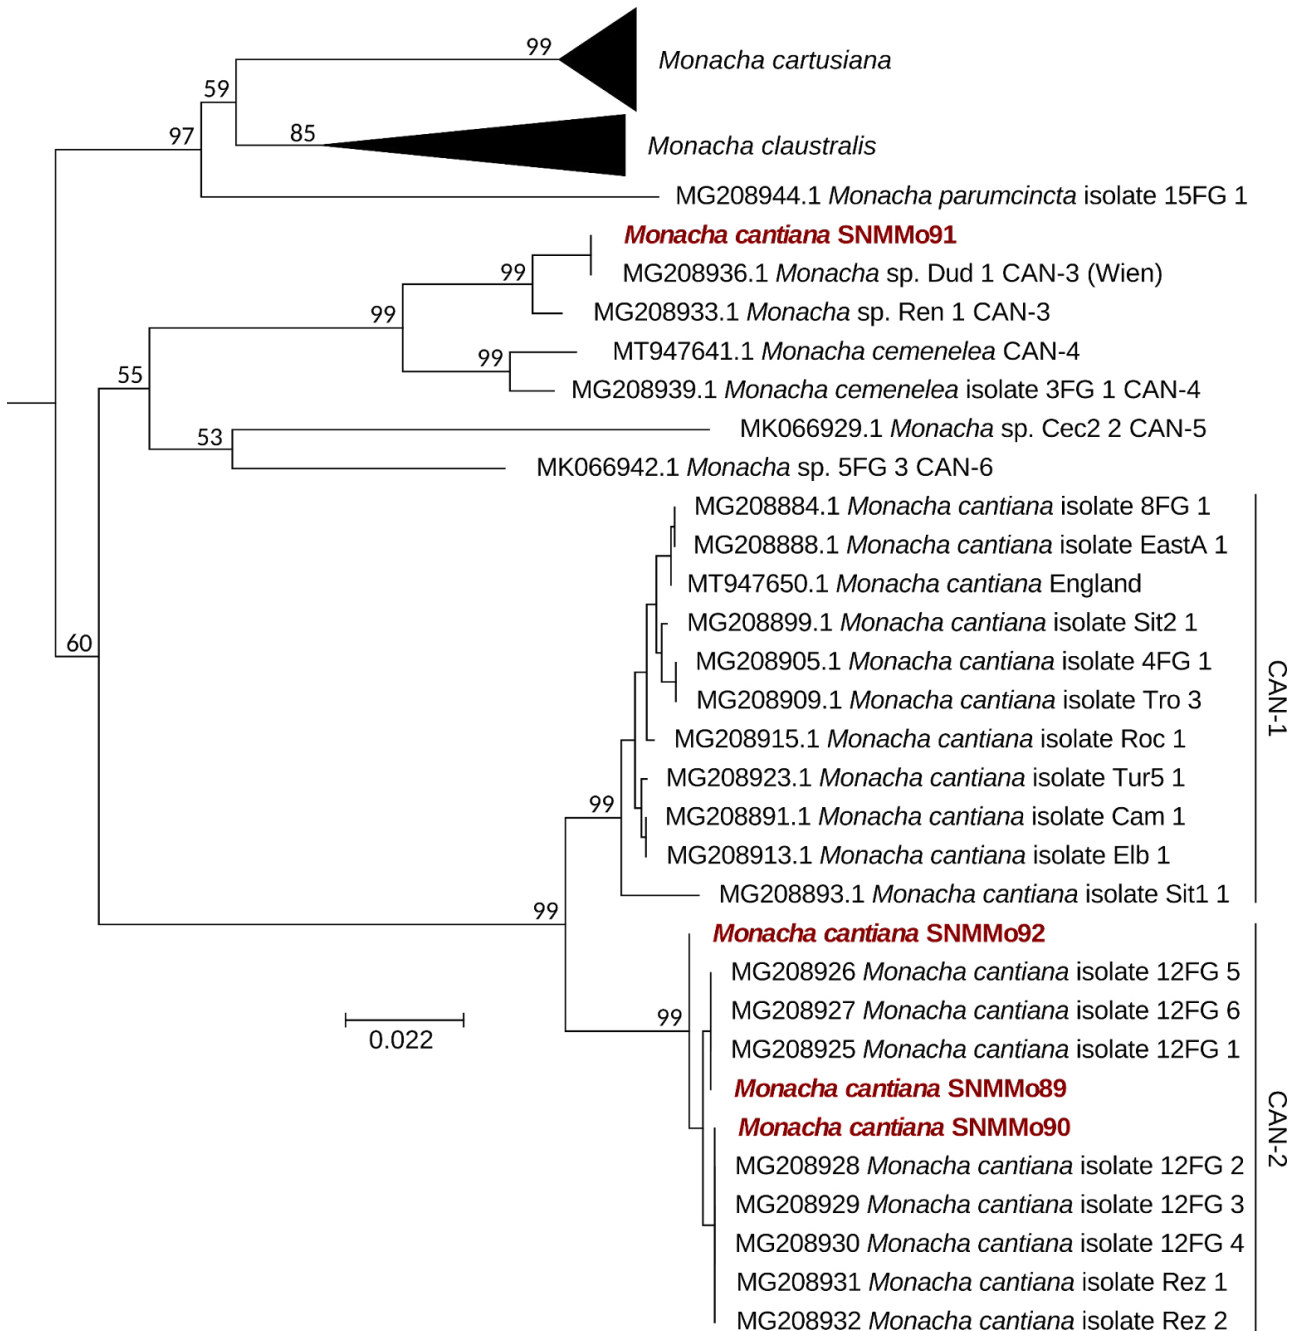 99
Monacha cartusiana
59
97
85
Monacha claustralis
MG208944.1 Monacha parumcincta isolate 15FG 1
Monacha cantiana SNMMo91
99
MG208936.1 Monacha sp. Dud 1 CAN-3 (Wien)
99
MG208933.1 Monacha sp. Ren 1 CAN-3
99
MT947641.1 Monacha cemenelea CAN-4
55
MG208939.1 Monacha cemenelea isolate 3FG 1 CAN-4
53
MK066929.1 Monacha sp. Cec2 2 CAN-5
MK066942.1 Monacha sp. 5FG 3 CAN-6
MG208884.1 Monacha cantiana isolate 8FG 1
MG208888.1 Monacha cantiana isolate EastA 1
MT947650.1 Monacha cantiana England
MG208899.1 Monacha cantiana isolate Sit2 1
60
MG208905.1 Monacha cantiana isolate 4FG 1
MG208909.1 Monacha cantiana isolate Tro 3
CAN-1
MG208915.1 Monacha cantiana isolate Roc 1
MG208923.1 Monacha cantiana isolate Tur5 1
99
MG208891.1 Monacha cantiana isolate Cam 1
MG208913.1 Monacha cantiana isolate Elb 1
MG208893.1 Monacha cantiana isolate Sit1 1
99
Monacha cantiana SNMMo92
MG208926 Monacha cantiana isolate 12FG 5
MG208927 Monacha cantiana isolate 12FG 6
99
0.022
MG208925 Monacha cantiana isolate 12FG 1
Monacha cantiana SNMMo89
Monacha cantiana SNMMo90
CAN-2
MG208928 Monacha cantiana isolate 12FG 2
MG208929 Monacha cantiana isolate 12FG 3
MG208930 Monacha cantiana isolate 12FG 4
MG208931 Monacha cantiana isolate Rez 1
MG208932 Monacha cantiana isolate Rez 2